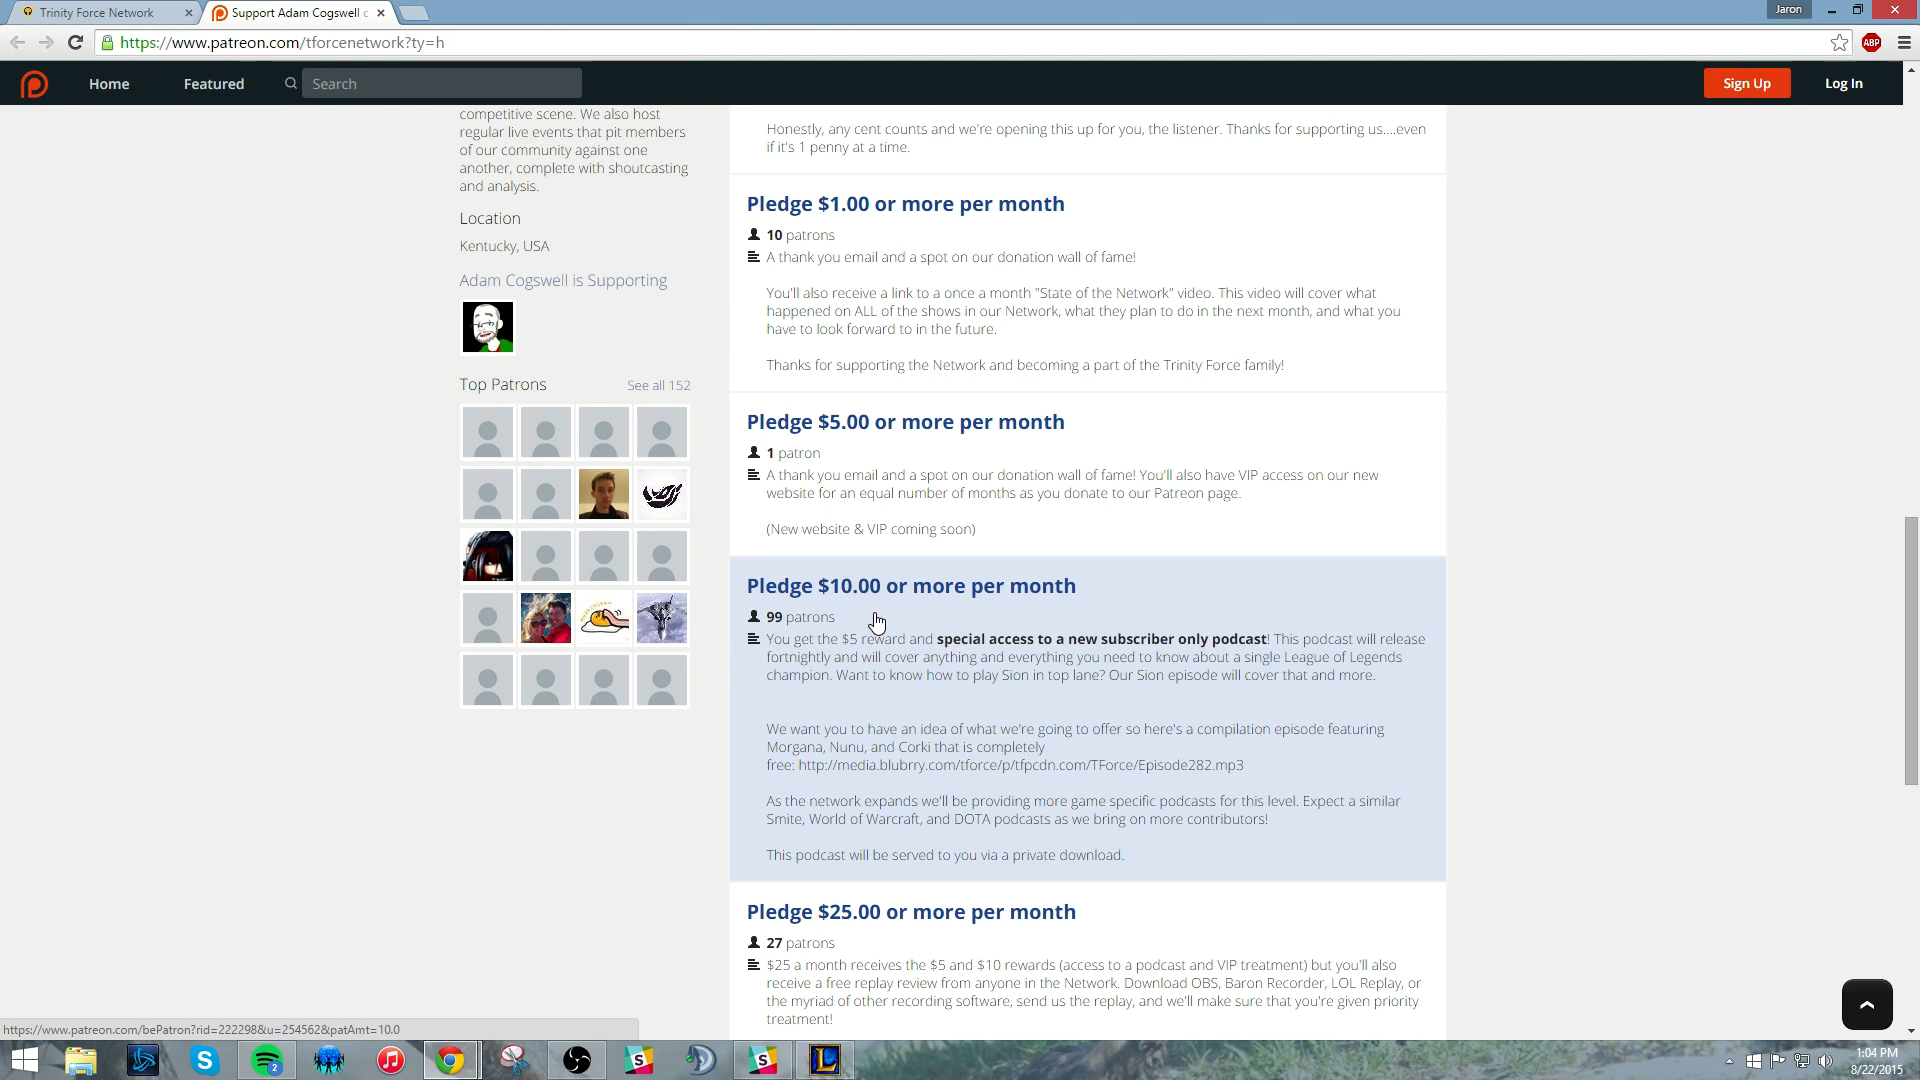 Trinity Force Network
Support Adam Cogswell c
Jaron
https://www.patreon.com/tforcenetwork?ty=h
ABP
Home
Featured
Search
Sign Up
Log In
competitive scene. We also host
regular live events that pit members
of our community against one
another, complete with shoutcasting
and analysis.
Location
Kentucky, USA
Adam Cogswell is Supporting
Top Patrons
See all 152
Honestly, any cent counts and we're opening this up for you, the listener. Thanks for supporting us....even
if it's 1 penny at a time.
Pledge $1.00 or more per month
10 patrons
A thank you email and a spot on our donation wall of fame!
You'll also receive a link to a once a month "State of the Network" video. This video will cover what
happened on ALL of the shows in our Network, what they plan to do in the next month, and what you
have to look forward to in the future.
Thanks for supporting the Network and becoming a part of the Trinity Force family!
Pledge $5.00 or more per month
1 patron
A thank you email and a spot on our donation wall of fame! You'll also have VIP access on our new
website for an equal number of months as you donate to our Patreon page.
(New website & VIP coming soon)
Pledge $10.00 or more per month
99 patrons
You get the $5 reward and special access to a new subscriber only podcast! This podcast will release
fortnightly and will cover anything and everything you need to know about a single League of Legends
champion. Want to know how to play Sion in top lane? Our Sion episode will cover that and more.
We want you to have an idea of what we're going to offer so here's a compilation episode featuring
Morgana, Nunu, and Corki that is completely
free: http://media.blubrry.com/tforce/p/tfpcdn.com/TForce/Episode282.mp3
As the network expands we'll be providing more game specific podcasts for this level. Expect a similar
Smite, World of Warcraft, and DOTA podcasts as we bring on more contributors!
This podcast will be served to you via a private download.
Pledge $25.00 or more per month
27 patrons
$25 a month receives the $5 and $10 rewards (access to a podcast and VIP treatment) but you'll also
receive a free replay review from anyone in the Network. Download OBS, Baron Recorder, LOL Replay, or
the myriad of other recording software, send us the replay, and we'll make sure that you're given priority
treatment!
https://www.patreon.com/bePatron?rid=222298&u=254562&patAmt=10.0
2
1:04 PM
8/22/2015